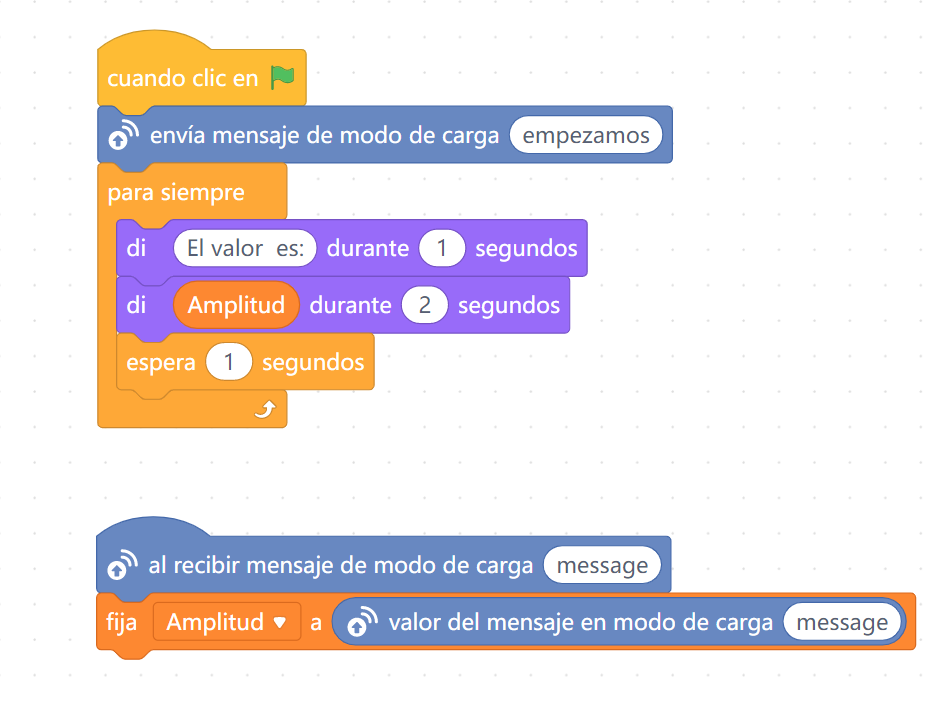 cuando clic en
envía mensaje de modo de carga empezamos
para siempre
di El valor es: durante 1 segundos
di Amplitud durante 2 segundos
espera 1 segundos
al recibir mensaje de modo de carga message
fija Amplitud a valor del mensaje en modo de carga message